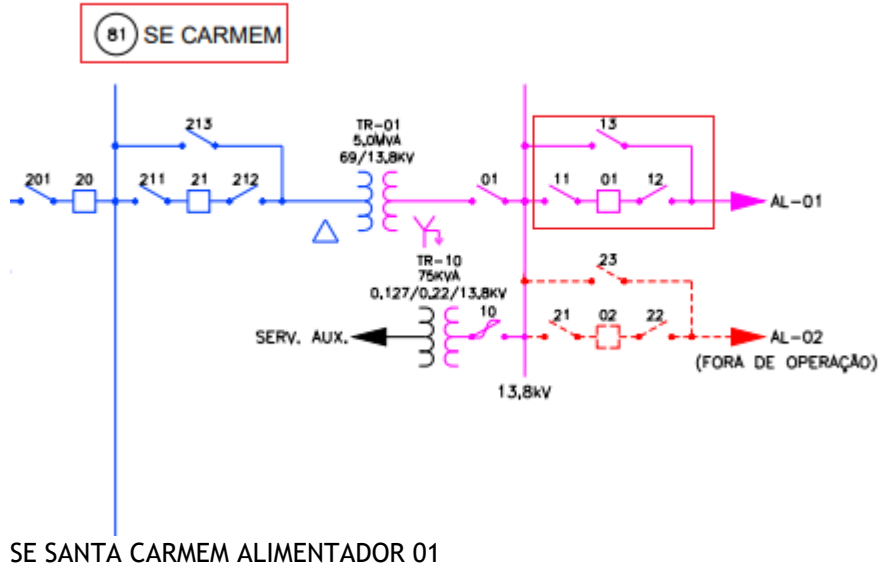 81 SE CARMEM
213
TR-01
5,0MVA
69/13,8KV
13
201
20
211
21
212
01
11
01
12
AL-01
TR-10
75KVA
0,127/0,22/13,8KV
23
10
21
02
22
SERV. AUX.
AL-02
(FORA DE OPERAÇÃO)
13,8kV
SE SANTA CARMEM ALIMENTADOR 01